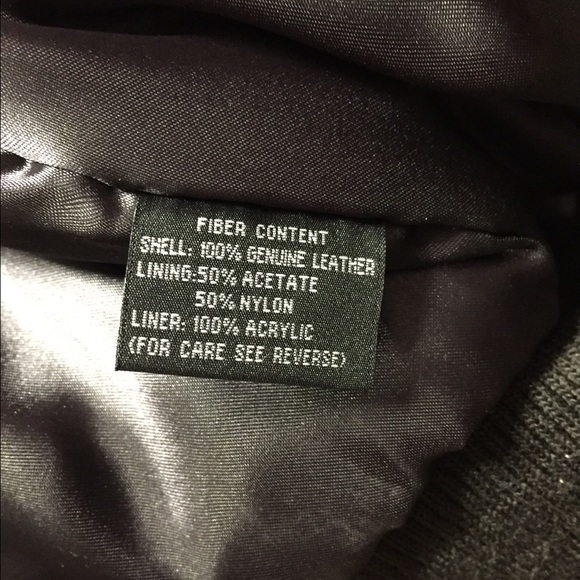 FIBER CONTENT
SHELL: 100% GENUINE LEATHER
LINING:50% ACETATE
50% NYLON
LINER: 100% ACRYLIC
(FOR CARE SEE REVERSE)